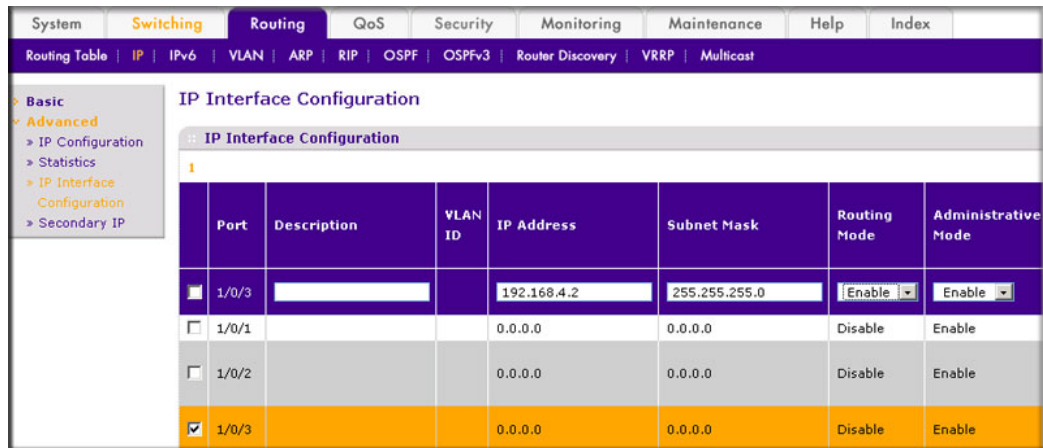 System Switching Routing QoS Security Monitoring Maintenance Help Index
Routing Table | IP | IPv6 | VLAN | ARP | RIP | OSPF | OSPFv3 | Router Discovery | VRRP | Multicast
Basic
Advanced
» IP Configuration
» Statistics
» IP Interface
Configuration
» Secondary IP
IP Interface Configuration
IP Interface Configuration
1
Port Description VLAN ID IP Address Subnet Mask Routing Mode Administrative Mode
1/0/3 192.168.4.2 255.255.255.0 Enable Enable
1/0/1 0.0.0.0 0.0.0.0 Disable Enable
1/0/2 0.0.0.0 0.0.0.0 Disable Enable
1/0/3 0.0.0.0 0.0.0.0 Disable Enable